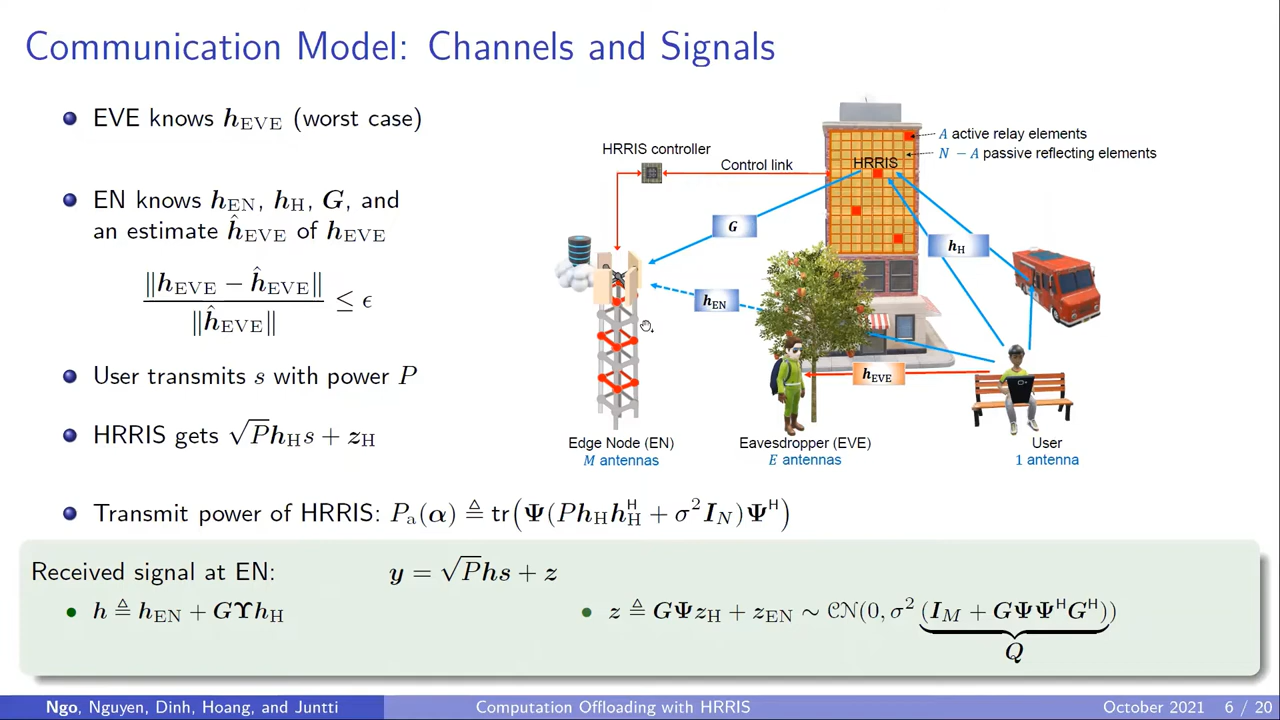 Communication Model: Channels and Signals
EVE knows h_EVE (worst case)
EN knows h_EN, h_H, G, and
an estimate ĥ_EVE of h_EVE
‖h_EVE − ĥ_EVE‖ / ‖ĥ_EVE‖ ≤ ϵ
User transmits s with power P
HRRIS gets √P h_H s + z_H
Transmit power of HRRIS: P_a(α) ≜ tr(Ψ(P h_H h_H^H + σ² I_N)Ψ^H)
HRRIS controller
Control link
HRRIS
A active relay elements
N − A passive reflecting elements
G
h_H
h_EN
h_EVE
Edge Node (EN)
M antennas
Eavesdropper (EVE)
E antennas
User
1 antenna
Received signal at EN: y = √P h s + z
h ≜ h_EN + GΥh_H
z ≜ GΨz_H + z_EN ∼ CN(0, σ² (I_M + GΨΨ^H G^H))
Q
Ngo, Nguyen, Dinh, Hoang, and Juntti
Computation Offloading with HRRIS
October 2021 6 / 20